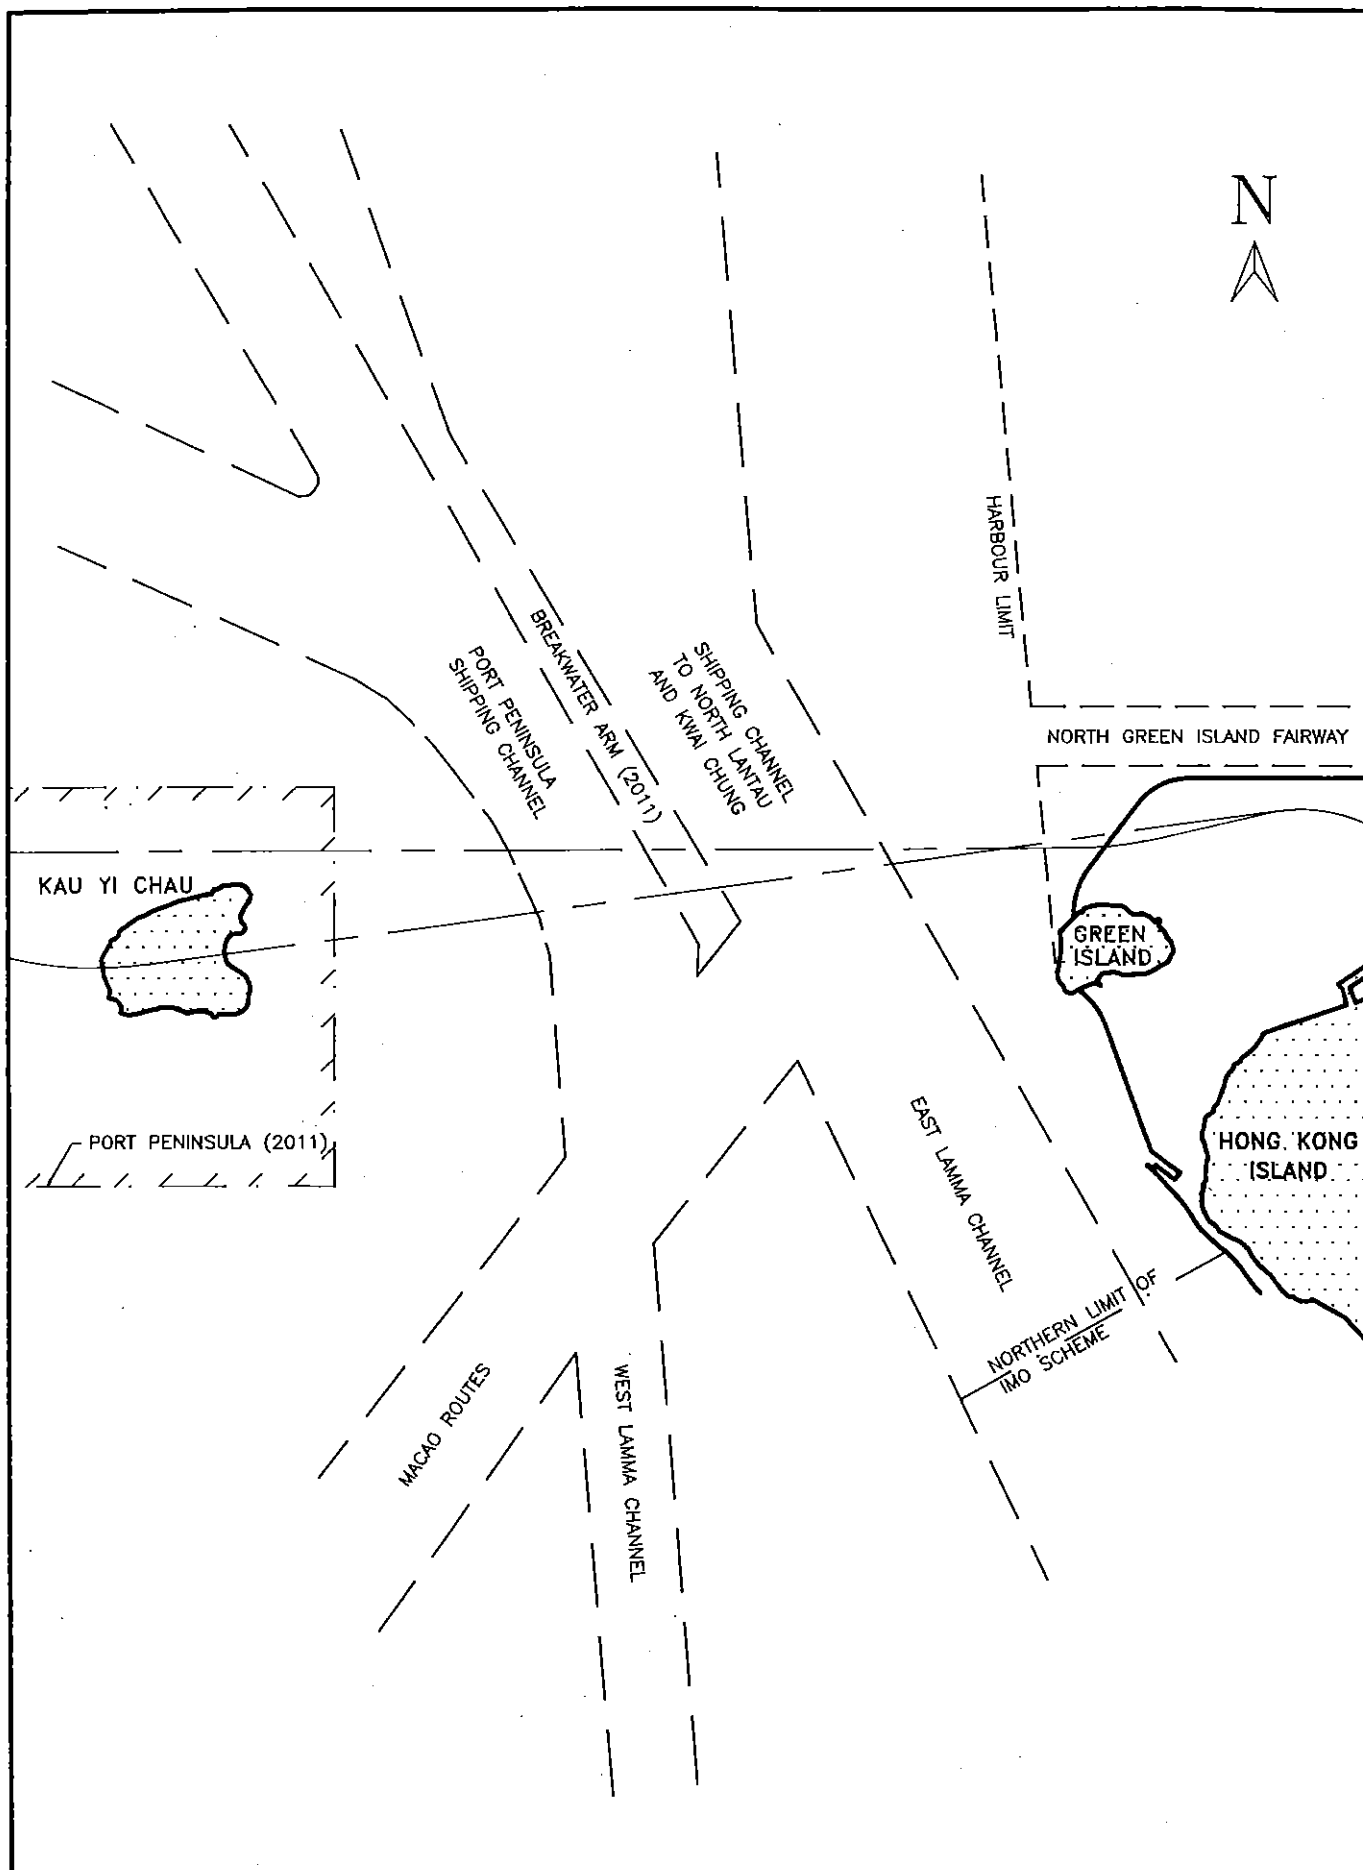 N
HARBOUR LIMIT
BREAKWATER ARM (2011)
PORT PENINSULA
SHIPPING CHANNEL
SHIPPING CHANNEL
TO NORTH LANTAU
AND KWAI CHUNG
NORTH GREEN ISLAND FAIRWAY
KAU YI CHAU
GREEN
ISLAND
PORT PENINSULA (2011)
EAST LAMMA CHANNEL
HONG KONG
ISLAND
NORTHERN LIMIT OF
IMO SCHEME
MACAO ROUTES
WEST LAMMA CHANNEL